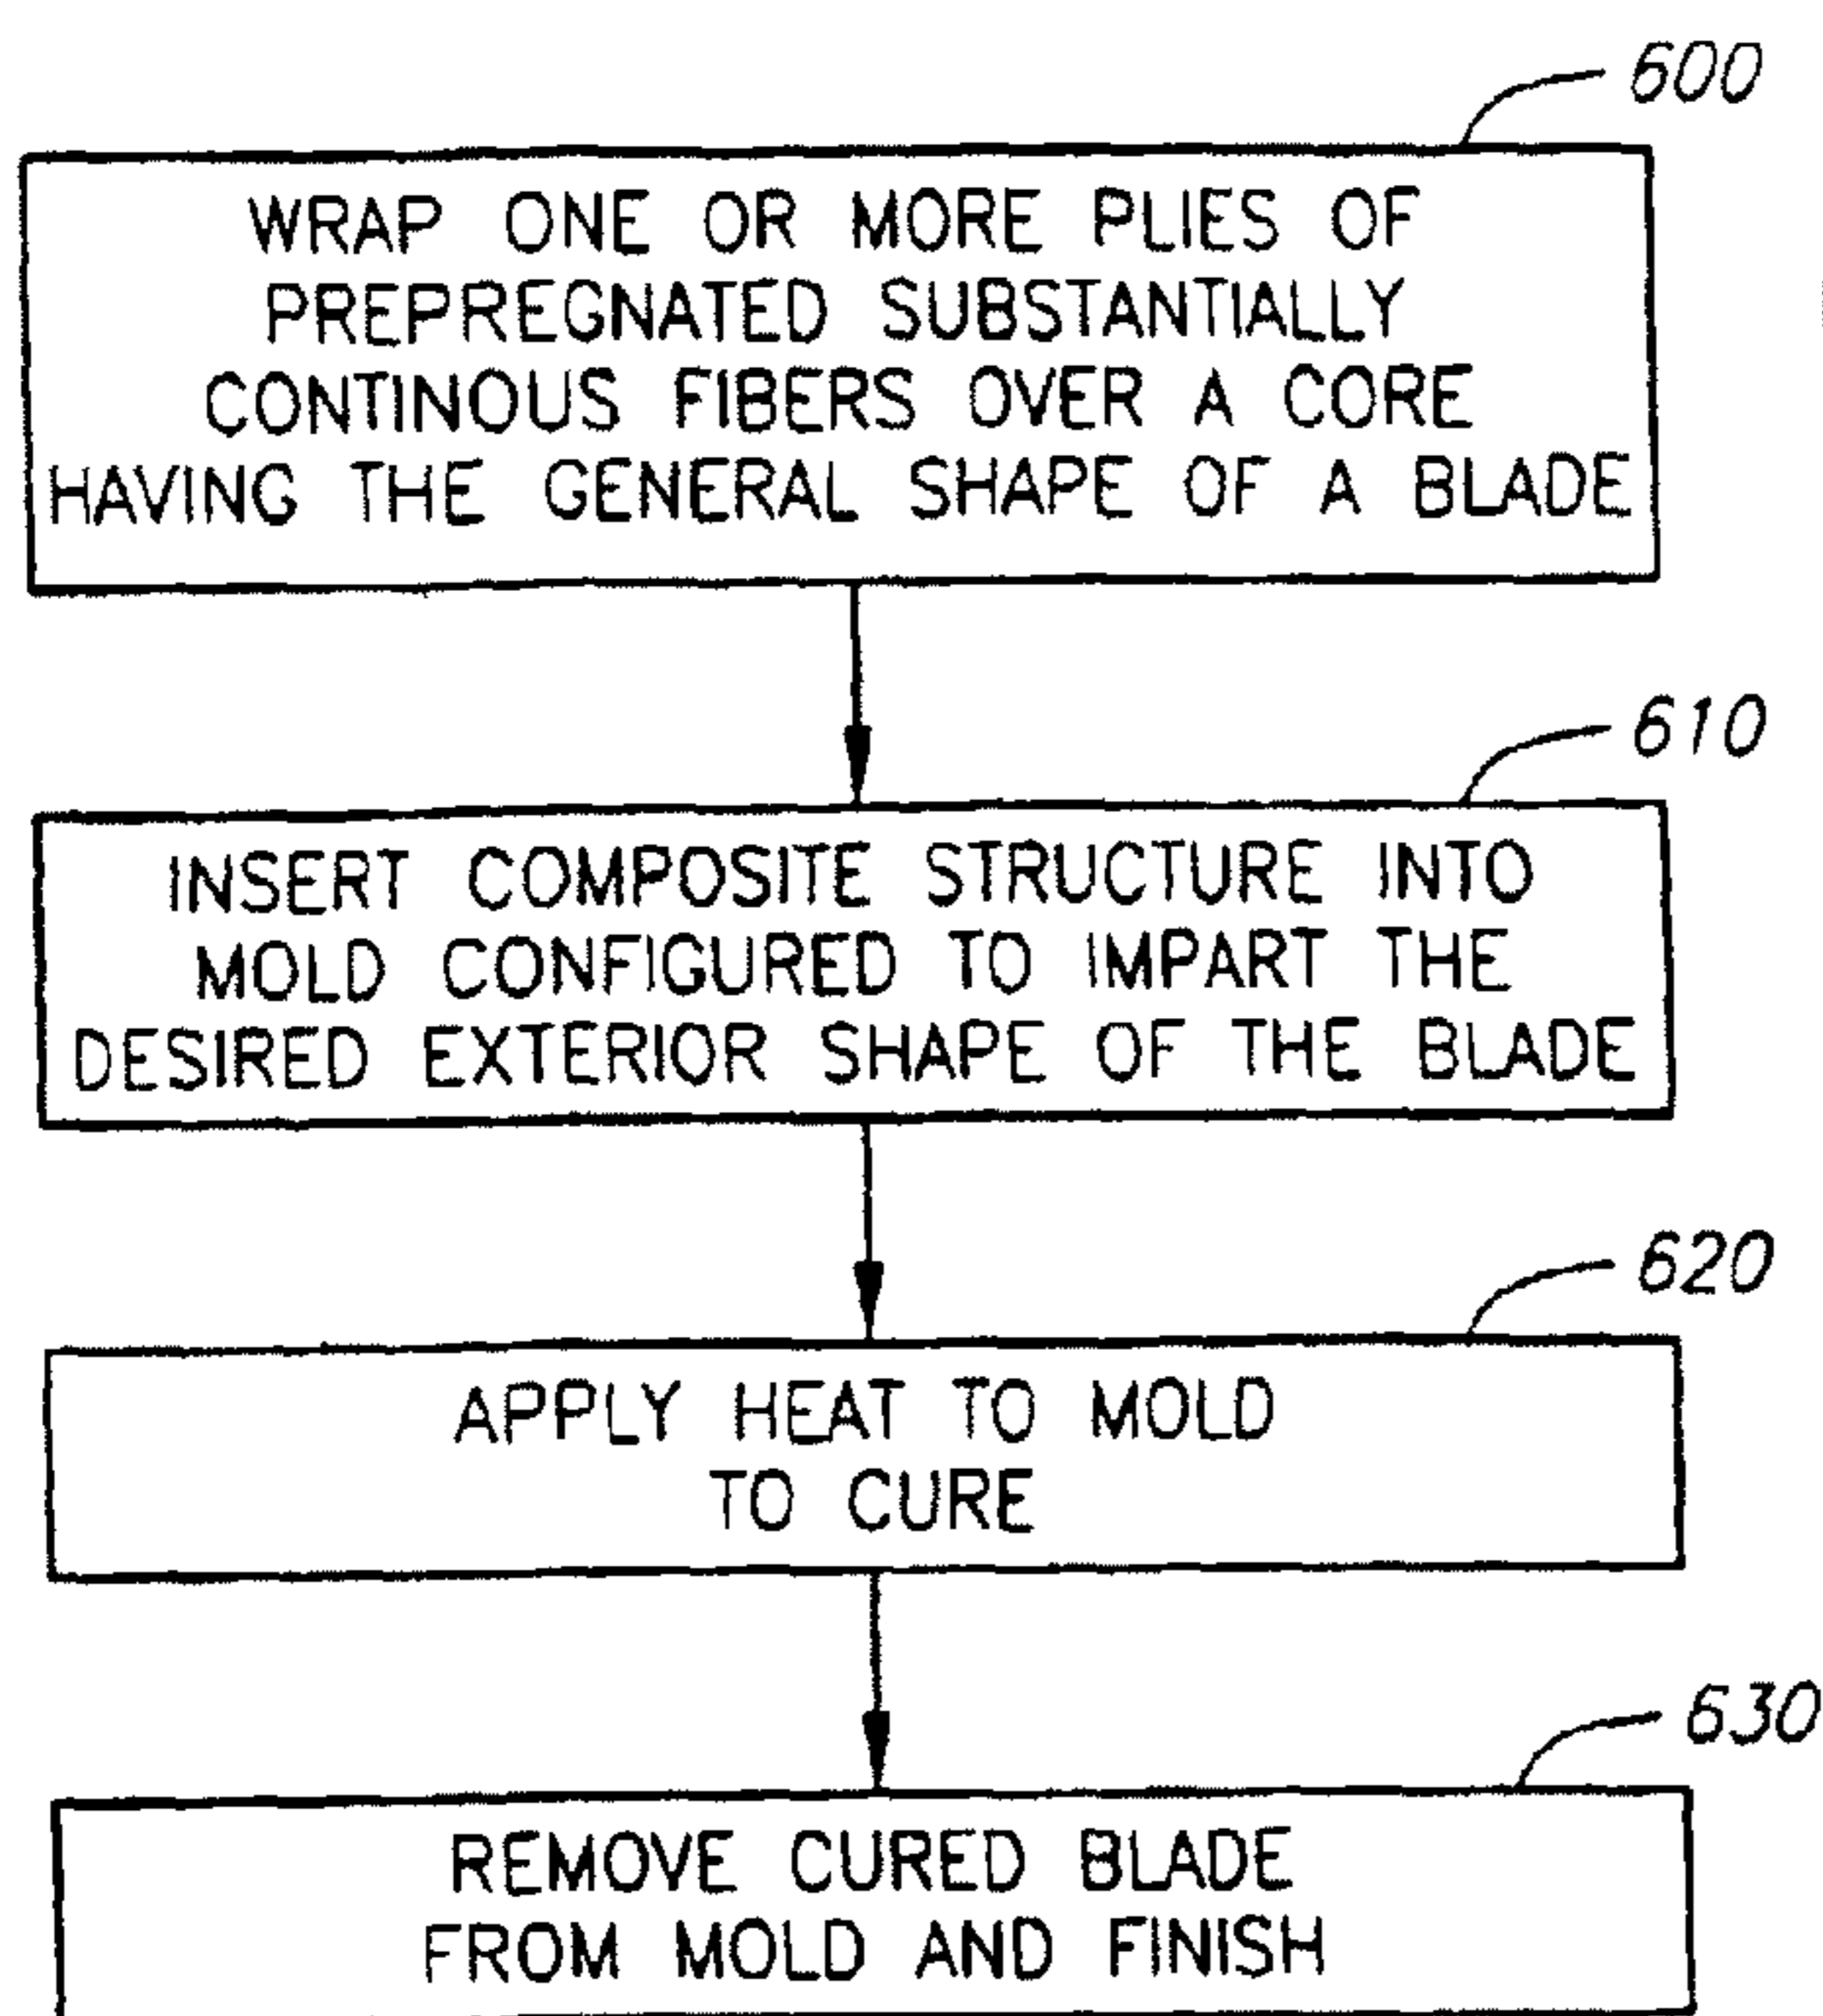 600
WRAP ONE OR MORE PLIES OF
PREPREGNATED SUBSTANTIALLY
CONTINOUS FIBERS OVER A CORE
HAVING THE GENERAL SHAPE OF A BLADE
610
INSERT COMPOSITE STRUCTURE INTO
MOLD CONFIGURED TO IMPART THE
DESIRED EXTERIOR SHAPE OF THE BLADE
620
APPLY HEAT TO MOLD
TO CURE
630
REMOVE CURED BLADE
FROM MOLD AND FINISH